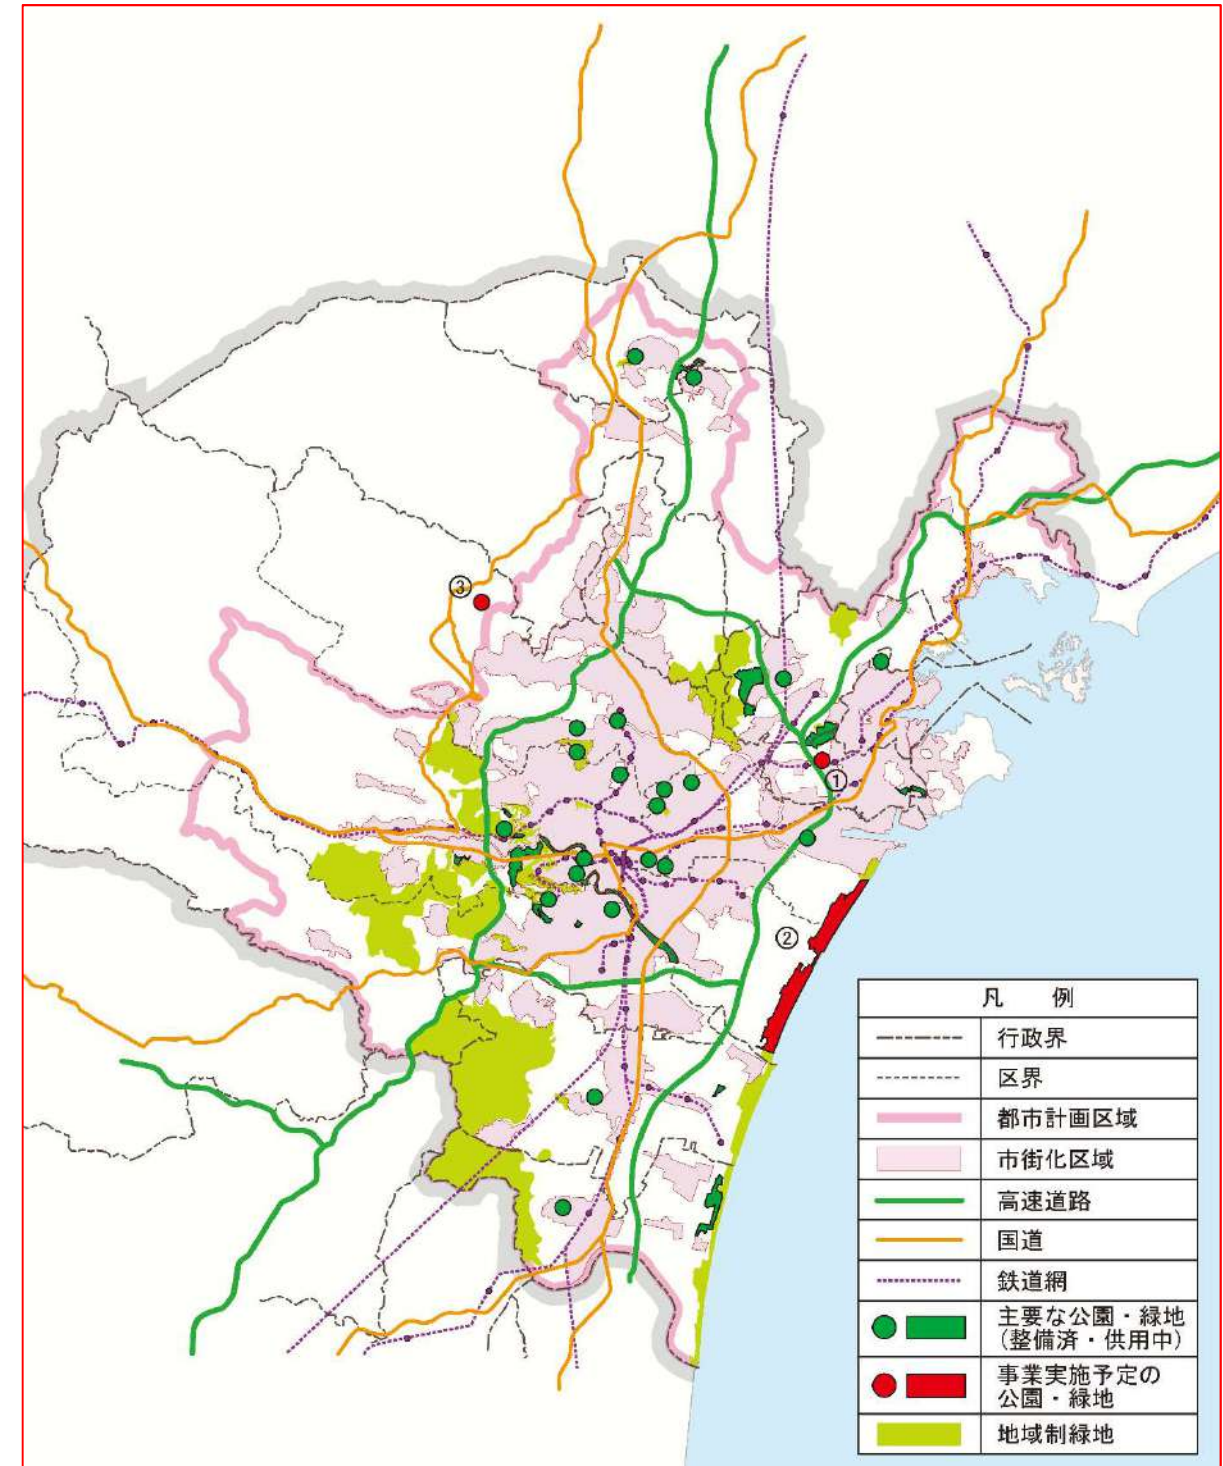 ③
①
②
凡 例
行政界
区界
都市計画区域
市街化区域
高速道路
国道
鉄道網
主要な公園・緑地
(整備済・供用中)
事業実施予定の
公園・緑地
地域制緑地